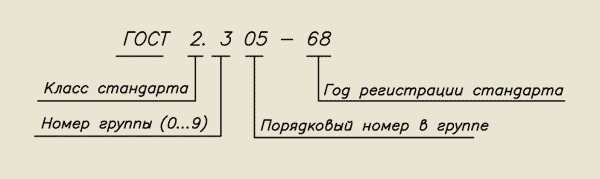 ГОСТ 2. 3 05 – 68
Класс стандарта
Год регистрации стандарта
Номер группы (0...9)
Порядковый номер в группе